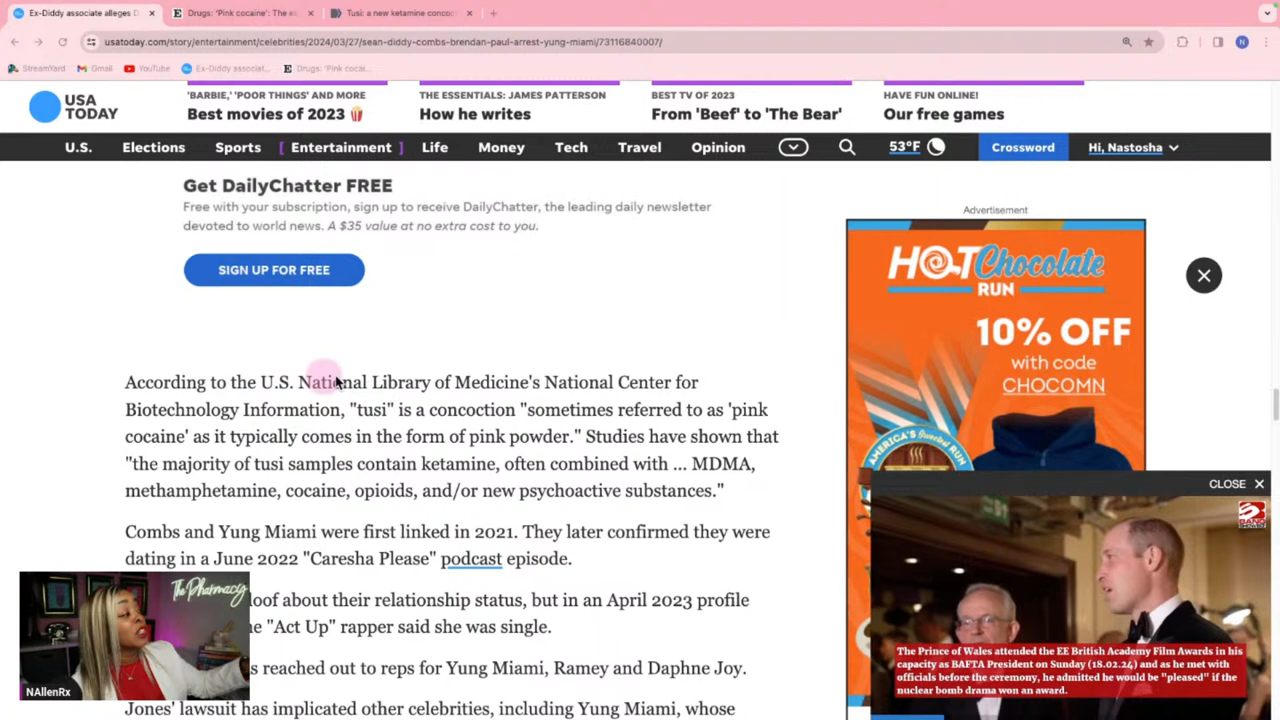 Ex-Diddy associate alleges D
Drugs: 'Pink cocaine': The e
Tusi: a new ketamine concoc
usatoday.com/story/entertainment/celebrities/2024/03/27/sean-diddy-combs-brendan-paul-arrest-yung-miami/73116840007/
StreamYard
Gmail
YouTube
Ex-Diddy associat...
Drugs: 'Pink cocai...
USA
TODAY
'BARBIE,' 'POOR THINGS' AND MORE
Best movies of 2023
THE ESSENTIALS: JAMES PATTERSON
How he writes
BEST TV OF 2023
From 'Beef' to 'The Bear'
HAVE FUN ONLINE!
Our free games
U.S. Elections Sports [ Entertainment ] Life Money Tech Travel Opinion 53°F Crossword Hi, Nastosha
Get DailyChatter FREE
Free with your subscription, sign up to receive DailyChatter, the leading daily newsletter
devoted to world news. A $35 value at no extra cost to you.
SIGN UP FOR FREE
According to the U.S. National Library of Medicine's National Center for
Biotechnology Information, "tusi" is a concoction "sometimes referred to as 'pink
cocaine' as it typically comes in the form of pink powder." Studies have shown that
"the majority of tusi samples contain ketamine, often combined with ... MDMA,
methamphetamine, cocaine, opioids, and/or new psychoactive substances."
Combs and Yung Miami were first linked in 2021. They later confirmed they were
dating in a June 2022 "Caresha Please" podcast episode.
loof about their relationship status, but in an April 2023 profile
e "Act Up" rapper said she was single.
s reached out to reps for Yung Miami, Ramey and Daphne Joy.
Jones' lawsuit has implicated other celebrities, including Yung Miami, whose
The Pharmacy
NAllenRx
Advertisement
HOT Chocolate
RUN
10% OFF
with code
CHOCOMN
AMERICA'S Sweetest RUN
CLOSE
BANG
The Prince of Wales attended the EE British Academy Film Awards in his
capacity as BAFTA President on Sunday (18.02.24) and as he met with
officials before the ceremony, he admitted he would be "pleased" if the
nuclear bomb drama won an award.